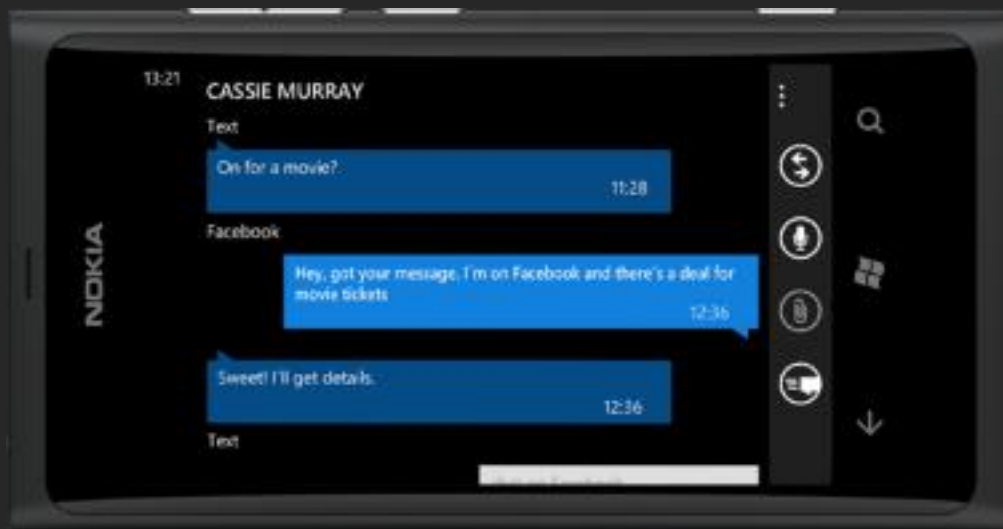 13:21
CASSIE MURRAY
Text
On for a movie?
11:28
Facebook
Hey, got your message, I'm on Facebook and there's a deal for
movie tickets
12:36
Sweet! I'll get details.
12:36
Text
NOKIA